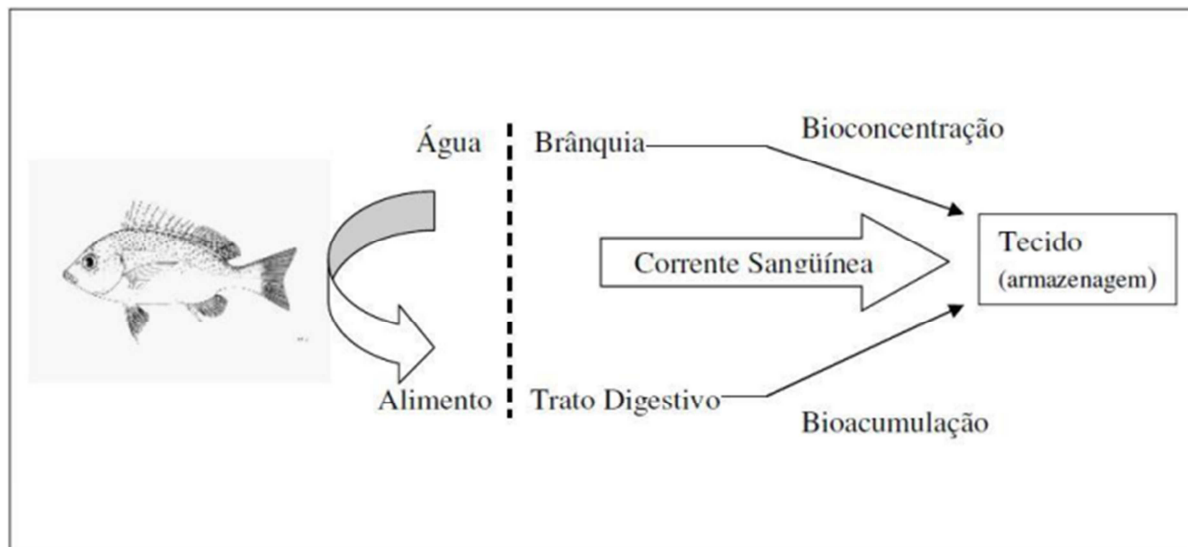 Bioconcentração
Água
Brânquia
Corrente Sangüínea
Tecido
(armazenagem)
Alimento
Trato Digestivo
Bioacumulação